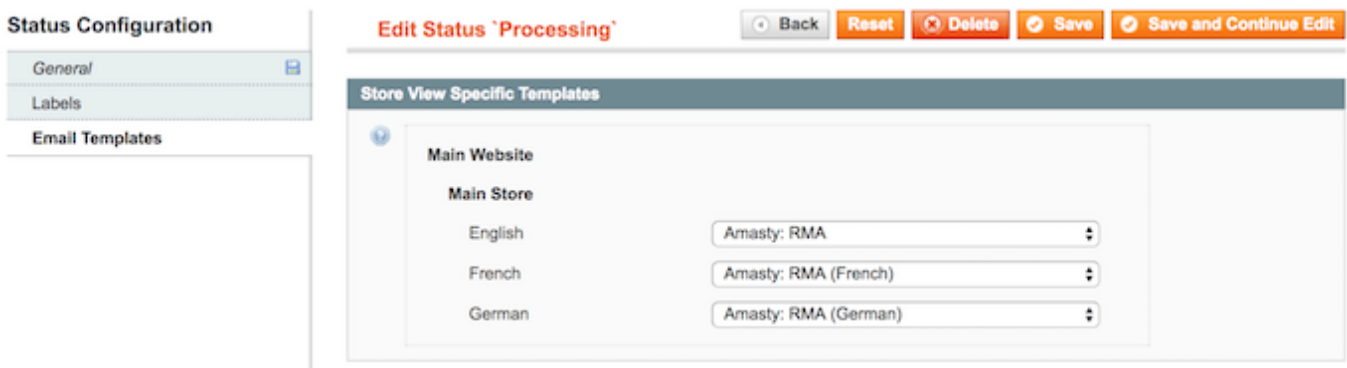 Status Configuration
General
Labels
Email Templates
Edit Status `Processing`
Back
Reset
Delete
Save
Save and Continue Edit
Store View Specific Templates
Main Website
Main Store
English
Amasty: RMA
French
Amasty: RMA (French)
German
Amasty: RMA (German)